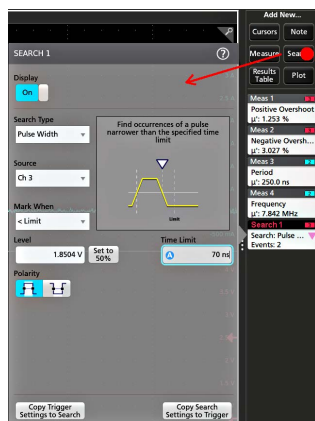 Add New...
Cursors
Note
Measure
Results Table
Plot
SEARCH 1
Display
On
Search Type
Pulse Width
Find occurrences of a pulse
narrower than the specified time
limit
Limit
Source
Ch 3
Mark When
< Limit
Level
1.8504 V
Set to
50%
Time Limit
A
70 ns
Polarity
Copy Trigger
Settings to Search
Copy Search
Settings to Trigger
Meas 1
Positive Overshoot
µ': 1.253 %
Meas 2
Negative Oversh...
µ': 3.027 %
Meas 3
Period
µ': 250.0 ns
Meas 4
Frequency
µ': 7.842 MHz
Search 1
Search: Pulse ...
Events: 2